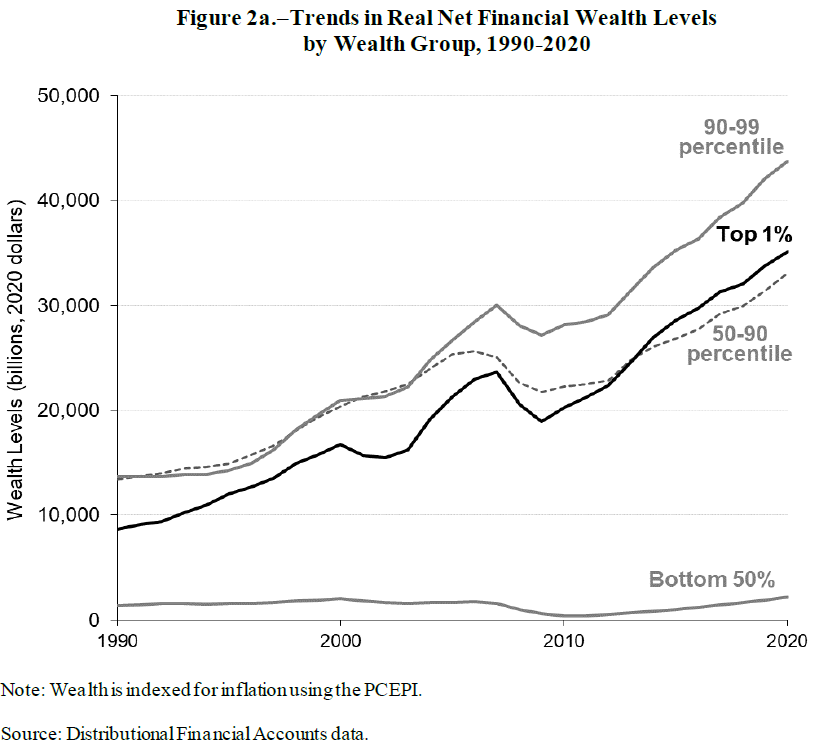 Figure 2a.–Trends in Real Net Financial Wealth Levels
by Wealth Group, 1990-2020
Wealth Levels (billions, 2020 dollars)
50,000
40,000
30,000
20,000
10,000
0
90-99
percentile
Top 1%
50-90
percentile
Bottom 50%
1990
2000
2010
2020
Note: Wealth is indexed for inflation using the PCEPI.
Source: Distributional Financial Accounts data.